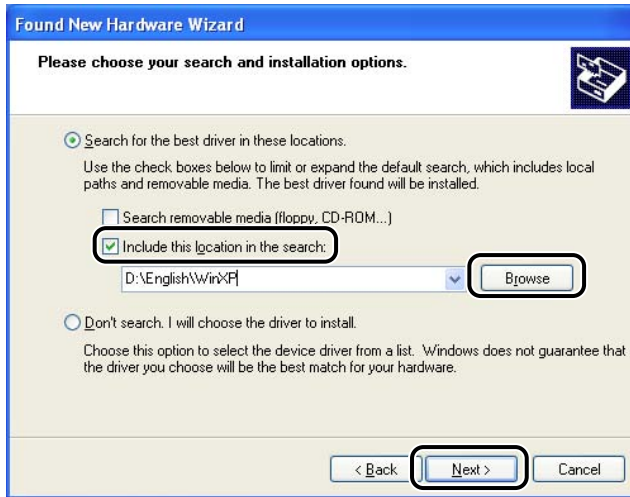 Found New Hardware Wizard
Please choose your search and installation options.
Search for the best driver in these locations.
Use the check boxes below to limit or expand the default search, which includes local
paths and removable media. The best driver found will be installed.
Search removable media (floppy, CD-ROM...)
Include this location in the search:
D:\English\WinXP
Browse
Don't search. I will choose the driver to install.
Choose this option to select the device driver from a list. Windows does not guarantee that
the driver you choose will be the best match for your hardware.
< Back
Next >
Cancel